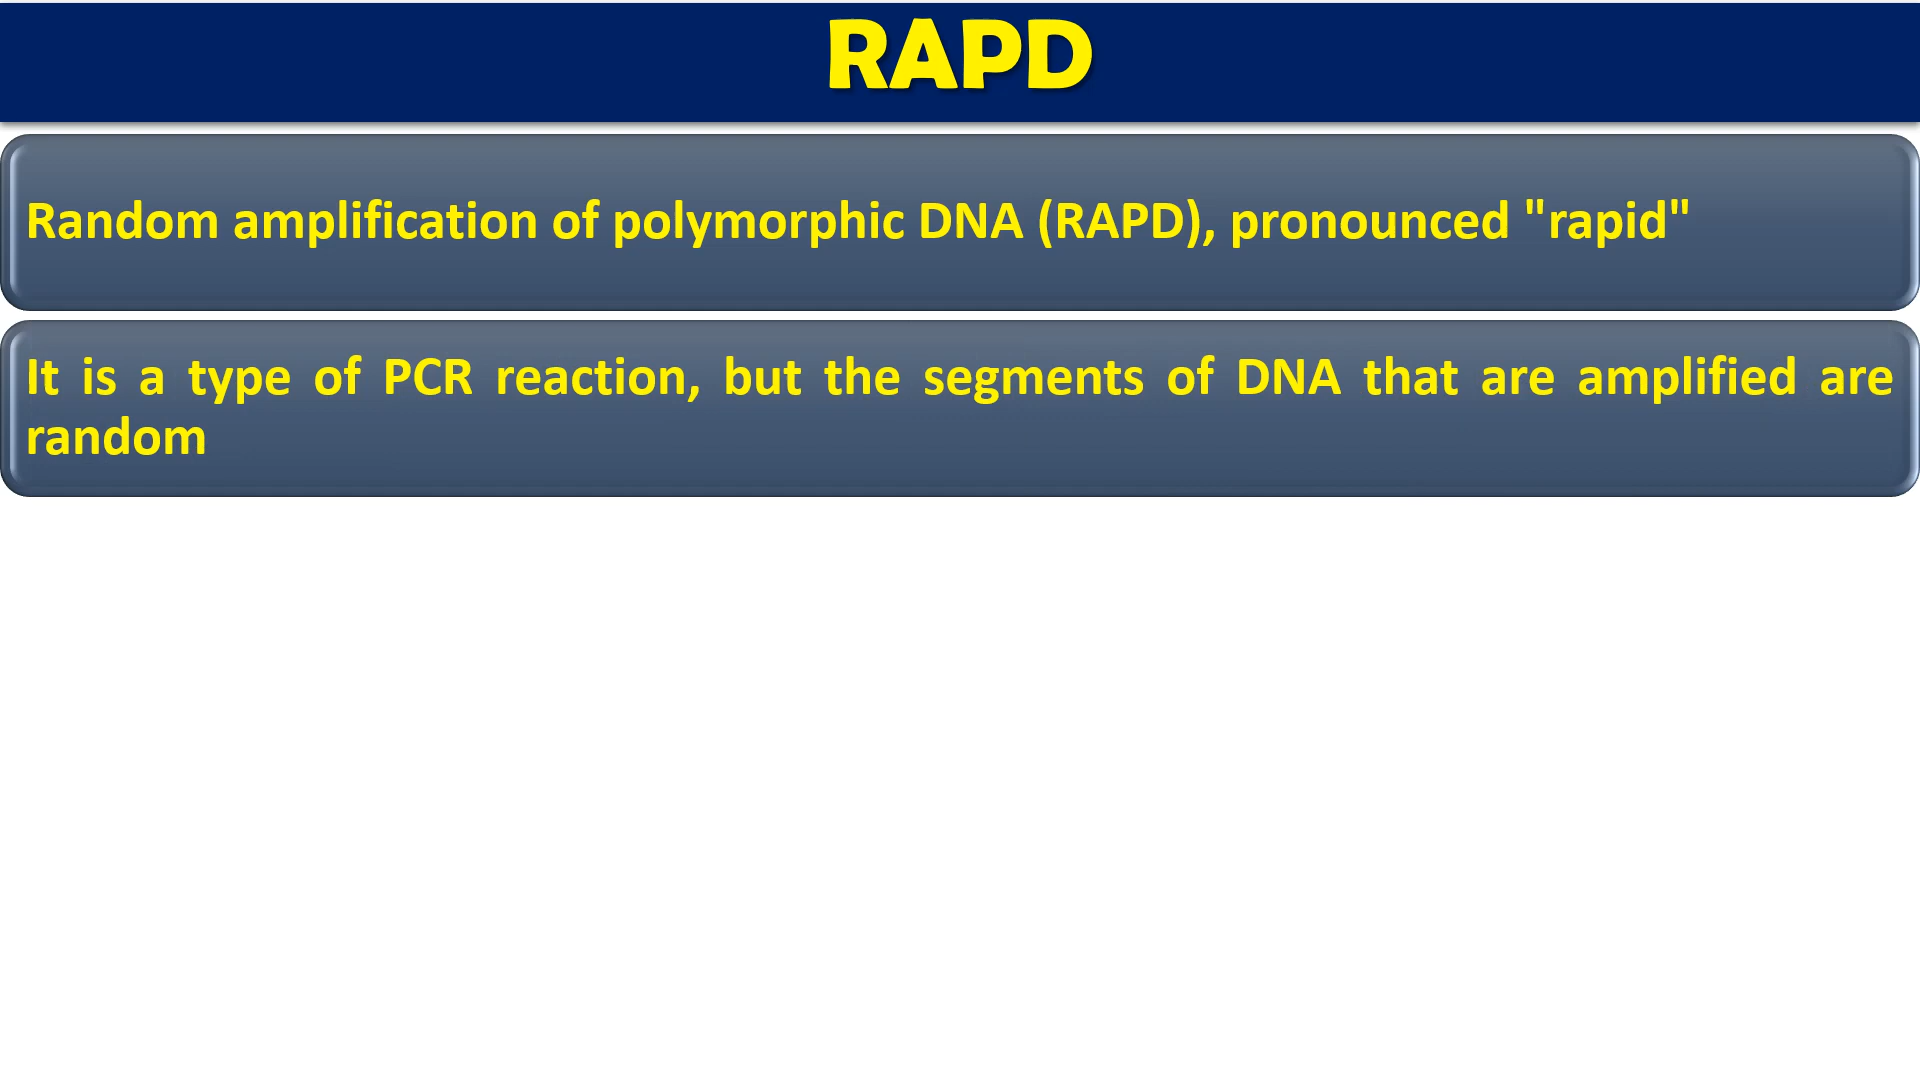 RAPD
Random amplification of polymorphic DNA (RAPD), pronounced "rapid"
It is a type of PCR reaction, but the segments of DNA that are amplified are
random